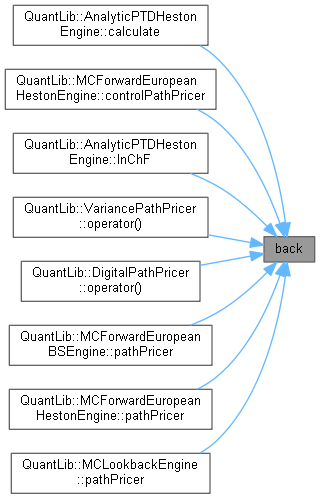 QuantLib::AnalyticPTDHeston
Engine::calculate
QuantLib::MCForwardEuropean
HestonEngine::controlPathPricer
QuantLib::AnalyticPTDHeston
Engine::lnChF
QuantLib::VariancePathPricer
::operator()
back
QuantLib::DigitalPathPricer
::operator()
QuantLib::MCForwardEuropean
BSEngine::pathPricer
QuantLib::MCForwardEuropean
HestonEngine::pathPricer
QuantLib::MCLookbackEngine
::pathPricer